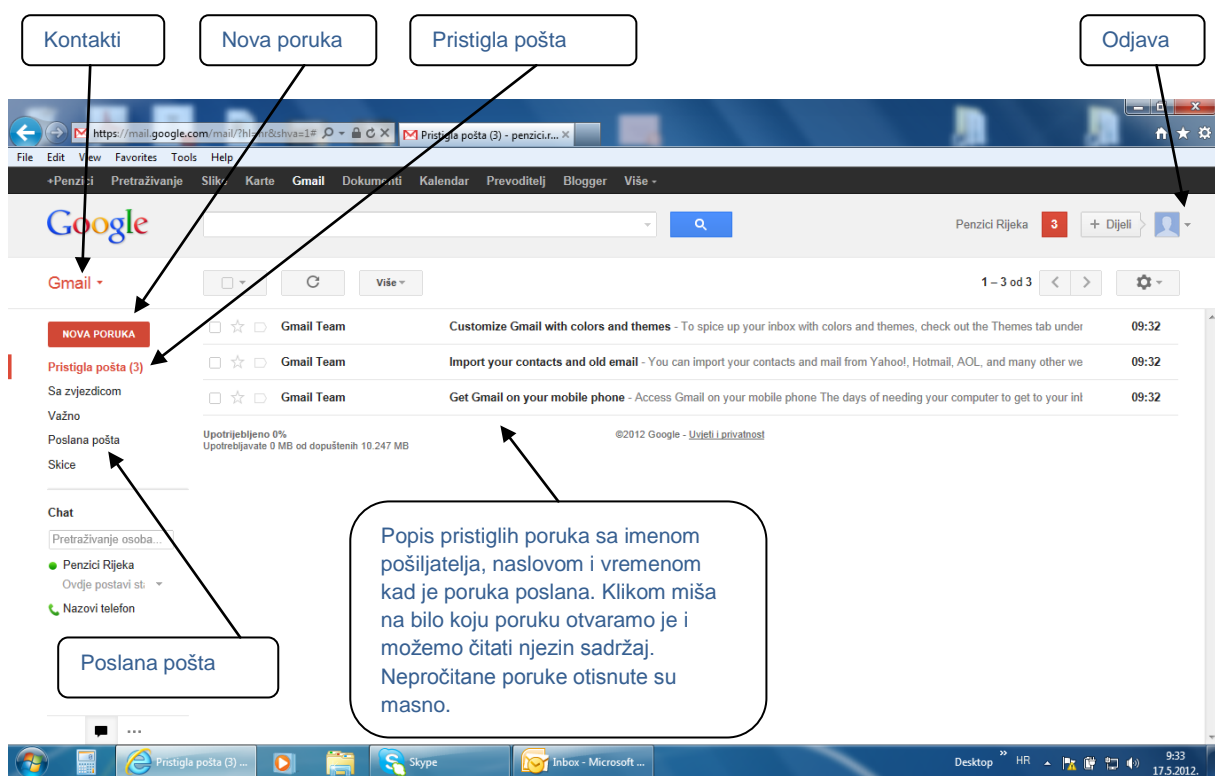 Kontakti
Nova poruka
Pristigla pošta
Odjava
https://mail.google.com/mail/?hl=hr&shva=1#
Pristigla pošta (3) - penzici.r...
File Edit View Favorites Tools Help
+Penzici Pretraživanje Slike Karte Gmail Dokumenti Kalendar Prevoditelj Blogger Više
Google
Penzici Rijeka 3 + Dijeli
Gmail
Više
1 – 3 od 3
NOVA PORUKA
Gmail Team Customize Gmail with colors and themes - To spice up your inbox with colors and themes, check out the Themes tab under 09:32
Pristigla pošta (3)
Gmail Team Import your contacts and old email - You can import your contacts and mail from Yahoo!, Hotmail, AOL, and many other we 09:32
Sa zvjezdicom
Gmail Team Get Gmail on your mobile phone - Access Gmail on your mobile phone The days of needing your computer to get to your inl 09:32
Važno
Poslana pošta
Skice
Upotrijebljeno 0%
Upotrebljavate 0 MB od dopuštenih 10.247 MB
©2012 Google - Uvjeti i privatnost
Chat
Pretraživanje osoba...
Penzici Rijeka
Ovdje postavi st
Nazovi telefon
Poslana pošta
Popis pristiglih poruka sa imenom
pošiljatelja, naslovom i vremenom
kad je poruka poslana. Klikom miša
na bilo koju poruku otvaramo je i
možemo čitati njezin sadržaj.
Nepročitane poruke otisnute su
masno.
Pristigla pošta (3) ...
Skype
Inbox - Microsoft ...
Desktop
HR
9:33
17.5.2012.